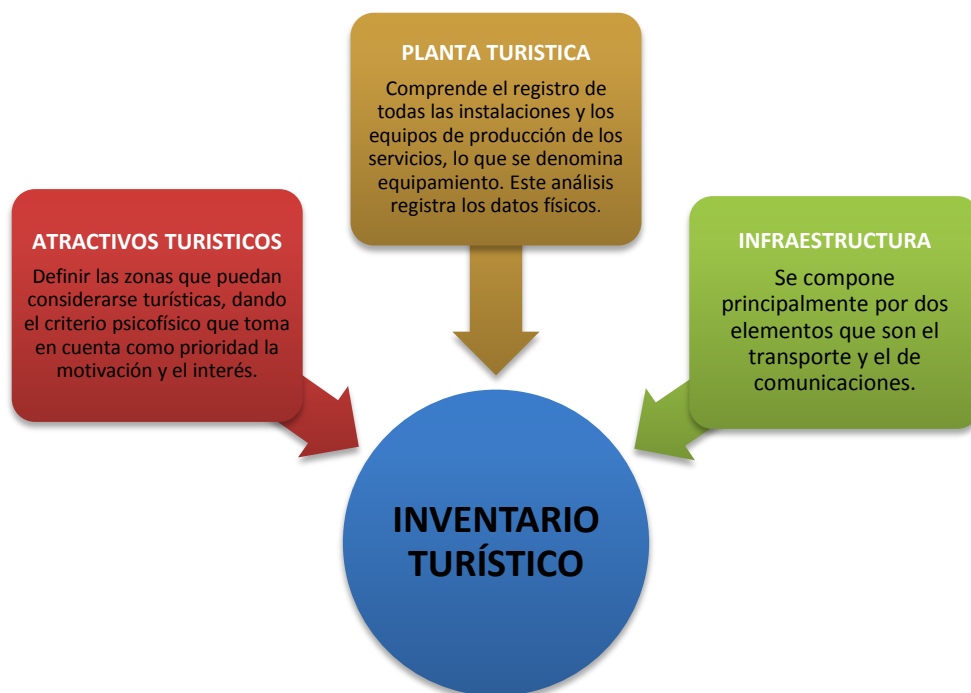 PLANTA TURISTICA
Comprende el registro de
todas las instalaciones y los
equipos de producción de los
servicios, lo que se denomina
equipamiento. Este análisis
registra los datos físicos.
ATRACTIVOS TURISTICOS
Definir las zonas que puedan
considerarse turísticas, dando
el criterio psicofísico que toma
en cuenta como prioridad la
motivación y el interés.
INFRAESTRUCTURA
Se compone
principalmente por dos
elementos que son el
transporte y el de
comunicaciones.
INVENTARIO
TURÍSTICO